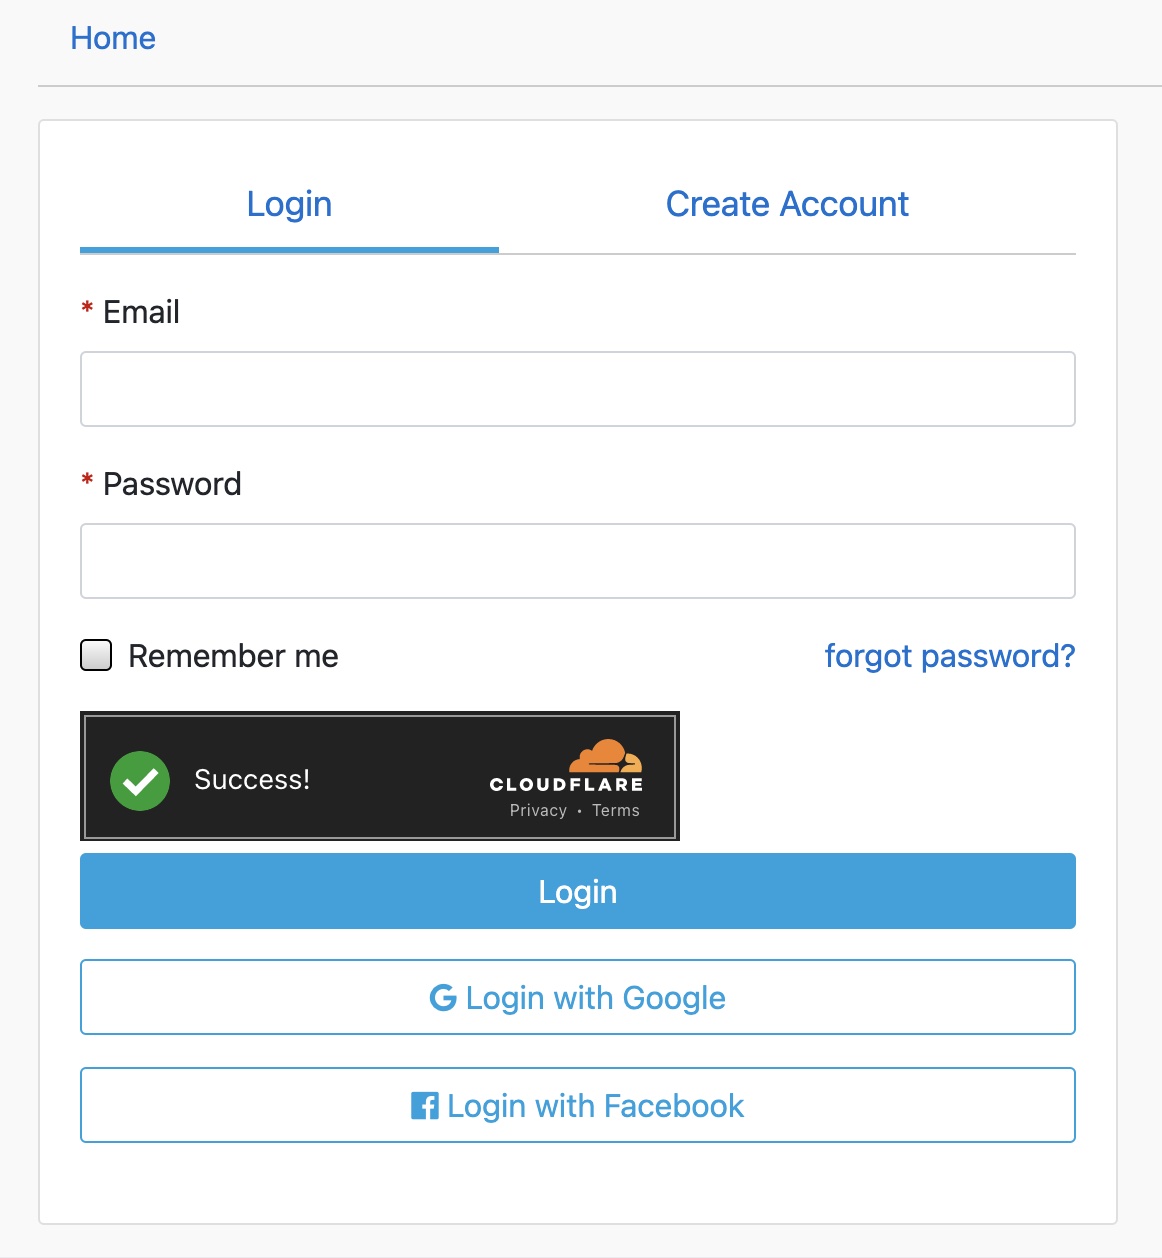 Home
Login Create Account
* Email
* Password
Remember me forgot password?
Success! CLOUDFLARE
Privacy • Terms
Login
Login with Google
Login with Facebook